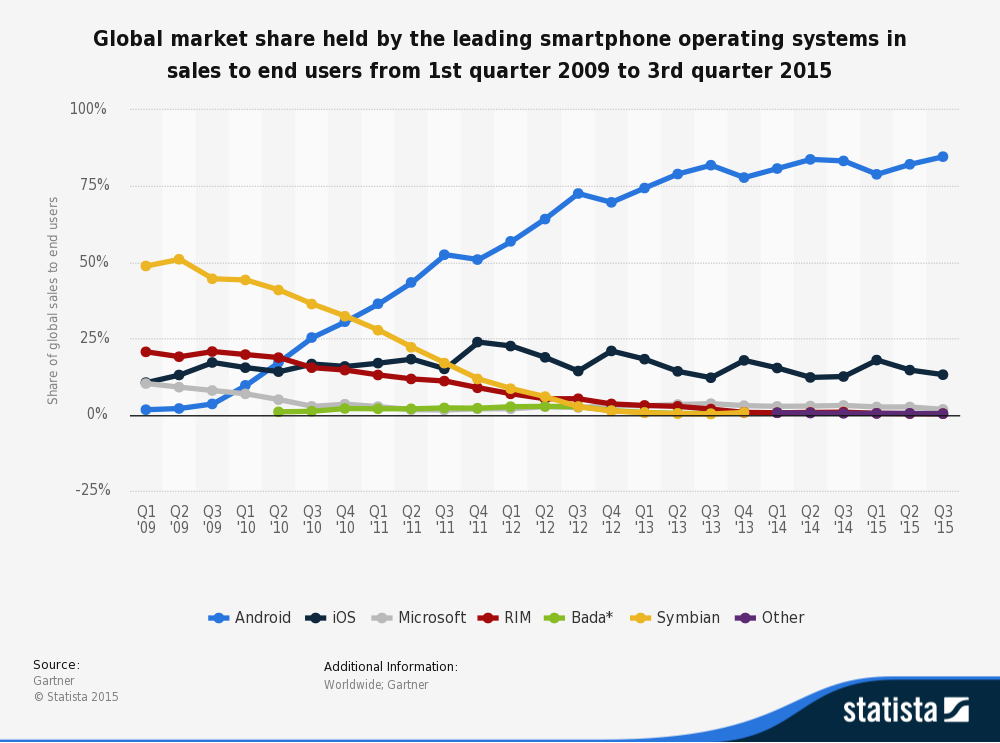 Global market share held by the leading smartphone operating systems in
sales to end users from 1st quarter 2009 to 3rd quarter 2015
100%
75%
50%
25%
0%
-25%
Share of global sales to end users
Q1 Q2 Q3 Q1 Q2 Q3 Q4 Q1 Q2 Q3 Q4 Q1 Q2 Q3 Q4 Q1 Q2 Q3 Q4 Q1 Q2 Q3 Q1 Q2 Q3
'09 '09 '09 '10 '10 '10 '10 '11 '11 '11 '11 '12 '12 '12 '12 '13 '13 '13 '13 '14 '14 '14 '15 '15 '15
Android iOS Microsoft RIM Bada* Symbian Other
Source:
Gartner
© Statista 2015
Additional Information:
Worldwide; Gartner
statista